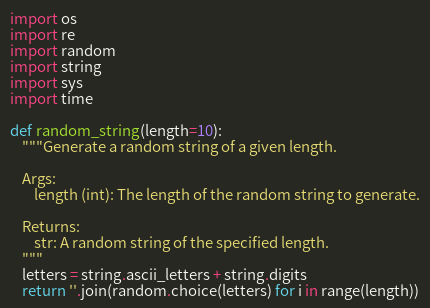 import os
import re
import random
import string
import sys
import time

def random_string(length=10):
    """Generate a random string of a given length.

    Args:
        length (int): The length of the random string to generate.

    Returns:
        str: A random string of the specified length.
    """
    letters = string.ascii_letters + string.digits
    return ''.join(random.choice(letters) for i in range(length))